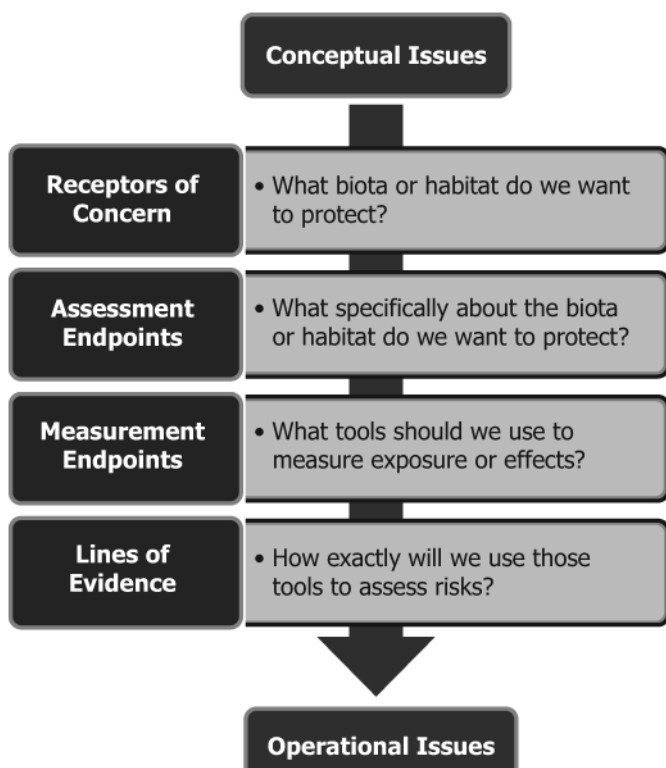 Conceptual Issues
Receptors of
Concern
• What biota or habitat do we want
to protect?
Assessment
Endpoints
• What specifically about the biota
or habitat do we want to protect?
Measurement
Endpoints
• What tools should we use to
measure exposure or effects?
Lines of
Evidence
• How exactly will we use those
tools to assess risks?
Operational Issues